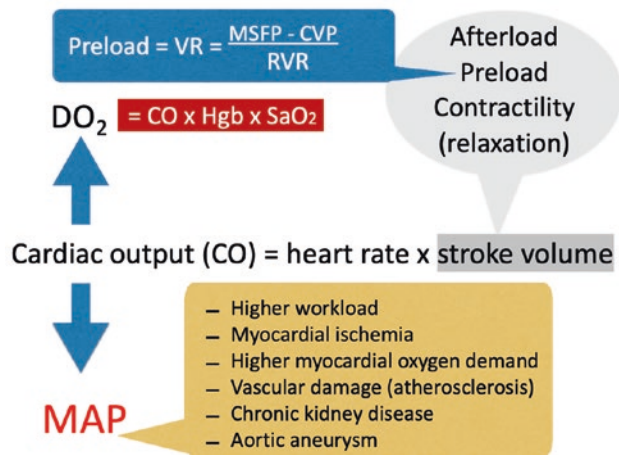 Preload = VR = MSFP - CVP
RVR
Afterload
Preload
Contractility
(relaxation)
DO₂ = CO x Hgb x SaO₂
Cardiac output (CO) = heart rate x stroke volume
– Higher workload
– Myocardial ischemia
– Higher myocardial oxygen demand
– Vascular damage (atherosclerosis)
– Chronic kidney disease
– Aortic aneurysm
MAP